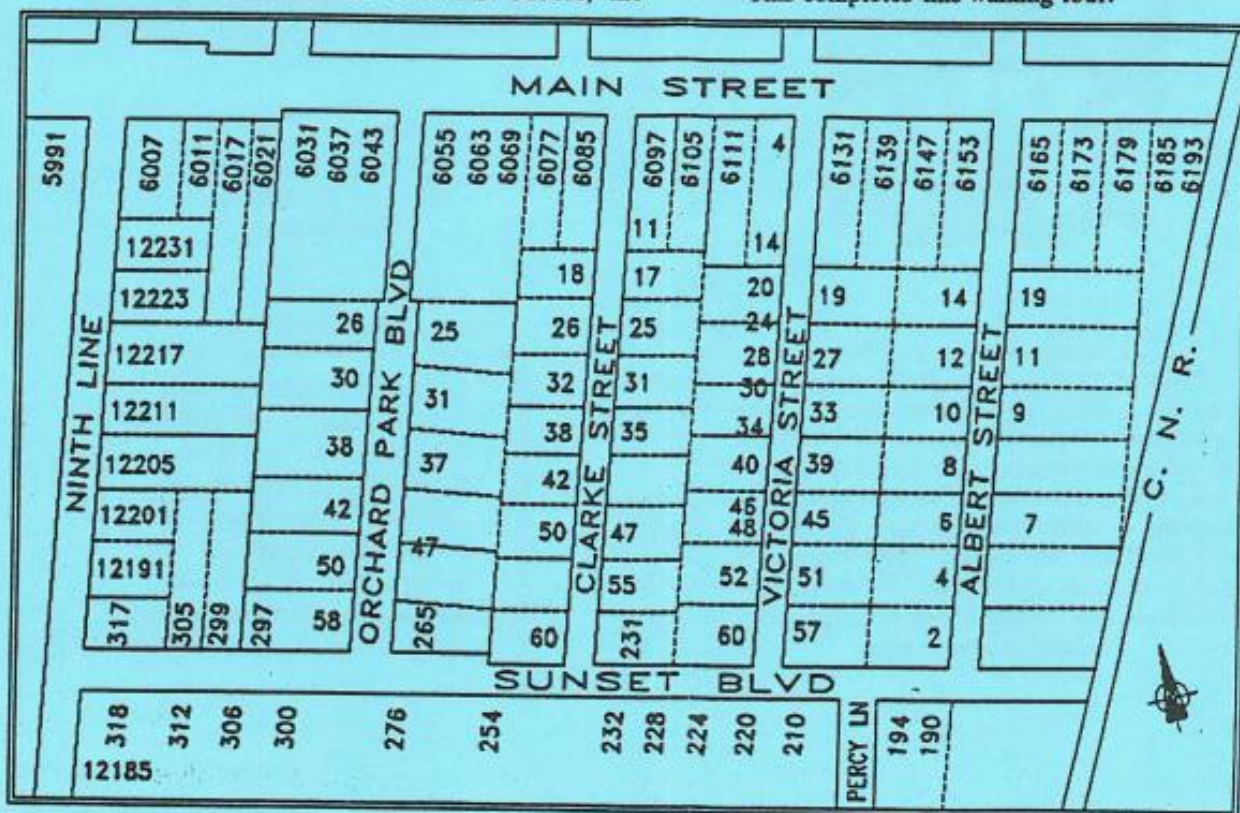 This completes this walking tour.
MAIN STREET
5991 6007 6011 6017 6021 6031 6037 6043 6055 6063 6069 6077 6085 6097 6105 6111 4 6131 6139 6147 6153 6165 6173 6179 6185 6193
12231 11 14
12223 18 17 20 19 14 19
26 25 26 25 24
12217 30 31 32 31 28 27 12 11
12211 38 37 38 35 30 34 33 10 9
12205 42 42 40 39 8
12201 47 50 47 46 48 45 6 7
12191 50 55 52 51 4
317 305 299 297 58 265 60 231 60 57 2
NINTH LINE
ORCHARD PARK BLVD
CLARKE STREET
VICTORIA STREET
ALBERT STREET
C. N. R.
SUNSET BLVD
318 312 306 300 276 254 232 228 224 220 210 194 190
12185
PERCY LN